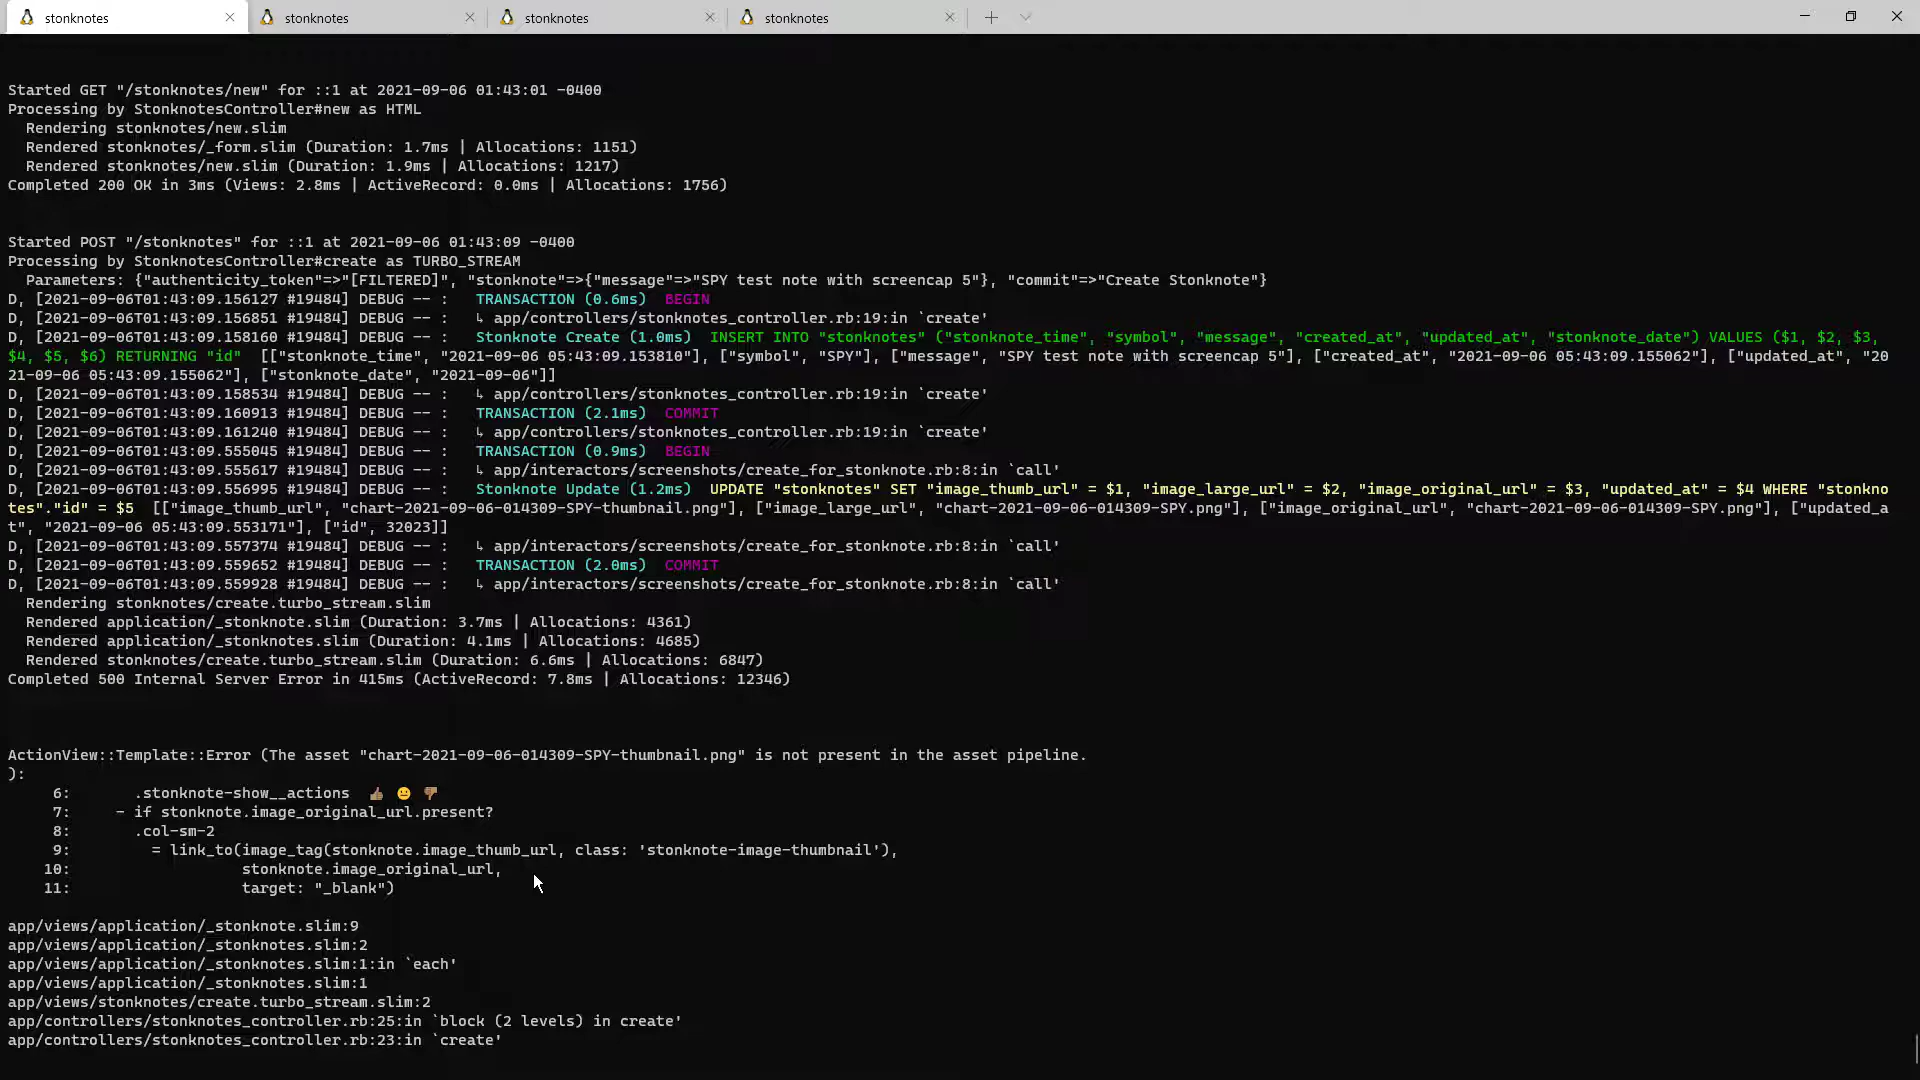 stonknotes
stonknotes
stonknotes
stonknotes
Started GET "/stonknotes/new" for ::1 at 2021-09-06 01:43:01 -0400
Processing by StonknotesController#new as HTML
  Rendering stonknotes/new.slim
  Rendered stonknotes/_form.slim (Duration: 1.7ms | Allocations: 1151)
  Rendered stonknotes/new.slim (Duration: 1.9ms | Allocations: 1217)
Completed 200 OK in 3ms (Views: 2.8ms | ActiveRecord: 0.0ms | Allocations: 1756)
Started POST "/stonknotes" for ::1 at 2021-09-06 01:43:09 -0400
Processing by StonknotesController#create as TURBO_STREAM
  Parameters: {"authenticity_token"=>"[FILTERED]", "stonknote"=>{"message"=>"SPY test note with screencap 5"}, "commit"=>"Create Stonknote"}
D, [2021-09-06T01:43:09.156127 #19484] DEBUG -- :   TRANSACTION (0.6ms)  BEGIN
D, [2021-09-06T01:43:09.156851 #19484] DEBUG -- :   ↳ app/controllers/stonknotes_controller.rb:19:in `create'
D, [2021-09-06T01:43:09.158160 #19484] DEBUG -- :   Stonknote Create (1.0ms)  INSERT INTO "stonknotes" ("stonknote_time", "symbol", "message", "created_at", "updated_at", "stonknote_date") VALUES ($1, $2, $3,
$4, $5, $6) RETURNING "id"  [["stonknote_time", "2021-09-06 05:43:09.153810"], ["symbol", "SPY"], ["message", "SPY test note with screencap 5"], ["created_at", "2021-09-06 05:43:09.155062"], ["updated_at", "20
21-09-06 05:43:09.155062"], ["stonknote_date", "2021-09-06"]]
D, [2021-09-06T01:43:09.158534 #19484] DEBUG -- :   ↳ app/controllers/stonknotes_controller.rb:19:in `create'
D, [2021-09-06T01:43:09.160913 #19484] DEBUG -- :   TRANSACTION (2.1ms)  COMMIT
D, [2021-09-06T01:43:09.161240 #19484] DEBUG -- :   ↳ app/controllers/stonknotes_controller.rb:19:in `create'
D, [2021-09-06T01:43:09.555045 #19484] DEBUG -- :   TRANSACTION (0.9ms)  BEGIN
D, [2021-09-06T01:43:09.555617 #19484] DEBUG -- :   ↳ app/interactors/screenshots/create_for_stonknote.rb:8:in `call'
D, [2021-09-06T01:43:09.556995 #19484] DEBUG -- :   Stonknote Update (1.2ms)  UPDATE "stonknotes" SET "image_thumb_url" = $1, "image_large_url" = $2, "image_original_url" = $3, "updated_at" = $4 WHERE "stonkno
tes"."id" = $5  [["image_thumb_url", "chart-2021-09-06-014309-SPY-thumbnail.png"], ["image_large_url", "chart-2021-09-06-014309-SPY.png"], ["image_original_url", "chart-2021-09-06-014309-SPY.png"], ["updated_a
t", "2021-09-06 05:43:09.553171"], ["id", 32023]]
D, [2021-09-06T01:43:09.557374 #19484] DEBUG -- :   ↳ app/interactors/screenshots/create_for_stonknote.rb:8:in `call'
D, [2021-09-06T01:43:09.559652 #19484] DEBUG -- :   TRANSACTION (2.0ms)  COMMIT
D, [2021-09-06T01:43:09.559928 #19484] DEBUG -- :   ↳ app/interactors/screenshots/create_for_stonknote.rb:8:in `call'
  Rendering stonknotes/create.turbo_stream.slim
  Rendered application/_stonknote.slim (Duration: 3.7ms | Allocations: 4361)
  Rendered application/_stonknotes.slim (Duration: 4.1ms | Allocations: 4685)
  Rendered stonknotes/create.turbo_stream.slim (Duration: 6.6ms | Allocations: 6847)
Completed 500 Internal Server Error in 415ms (ActiveRecord: 7.8ms | Allocations: 12346)
ActionView::Template::Error (The asset "chart-2021-09-06-014309-SPY-thumbnail.png" is not present in the asset pipeline.
):
     6:       .stonknote-show__actions 👍🏽 😐 👎🏽
     7:     - if stonknote.image_original_url.present?
     8:       .col-sm-2
     9:         = link_to(image_tag(stonknote.image_thumb_url, class: 'stonknote-image-thumbnail'),
    10:                   stonknote.image_original_url,
    11:                   target: "_blank")
app/views/application/_stonknote.slim:9
app/views/application/_stonknotes.slim:2
app/views/application/_stonknotes.slim:1:in `each'
app/views/application/_stonknotes.slim:1
app/views/stonknotes/create.turbo_stream.slim:2
app/controllers/stonknotes_controller.rb:25:in `block (2 levels) in create'
app/controllers/stonknotes_controller.rb:23:in `create'